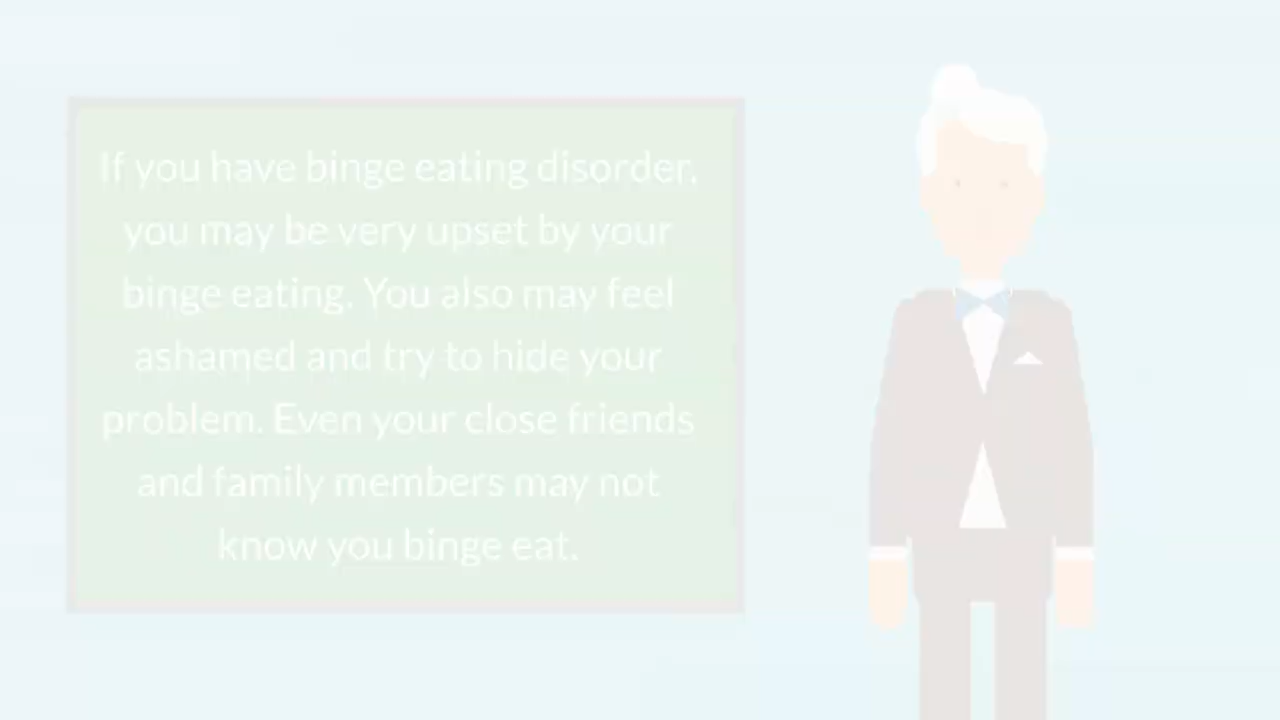 If you have binge eating disorder,
you may be very upset by your
binge eating. You also may feel
ashamed and try to hide your
problem. Even your close friends
and family members may not
know you binge eat.